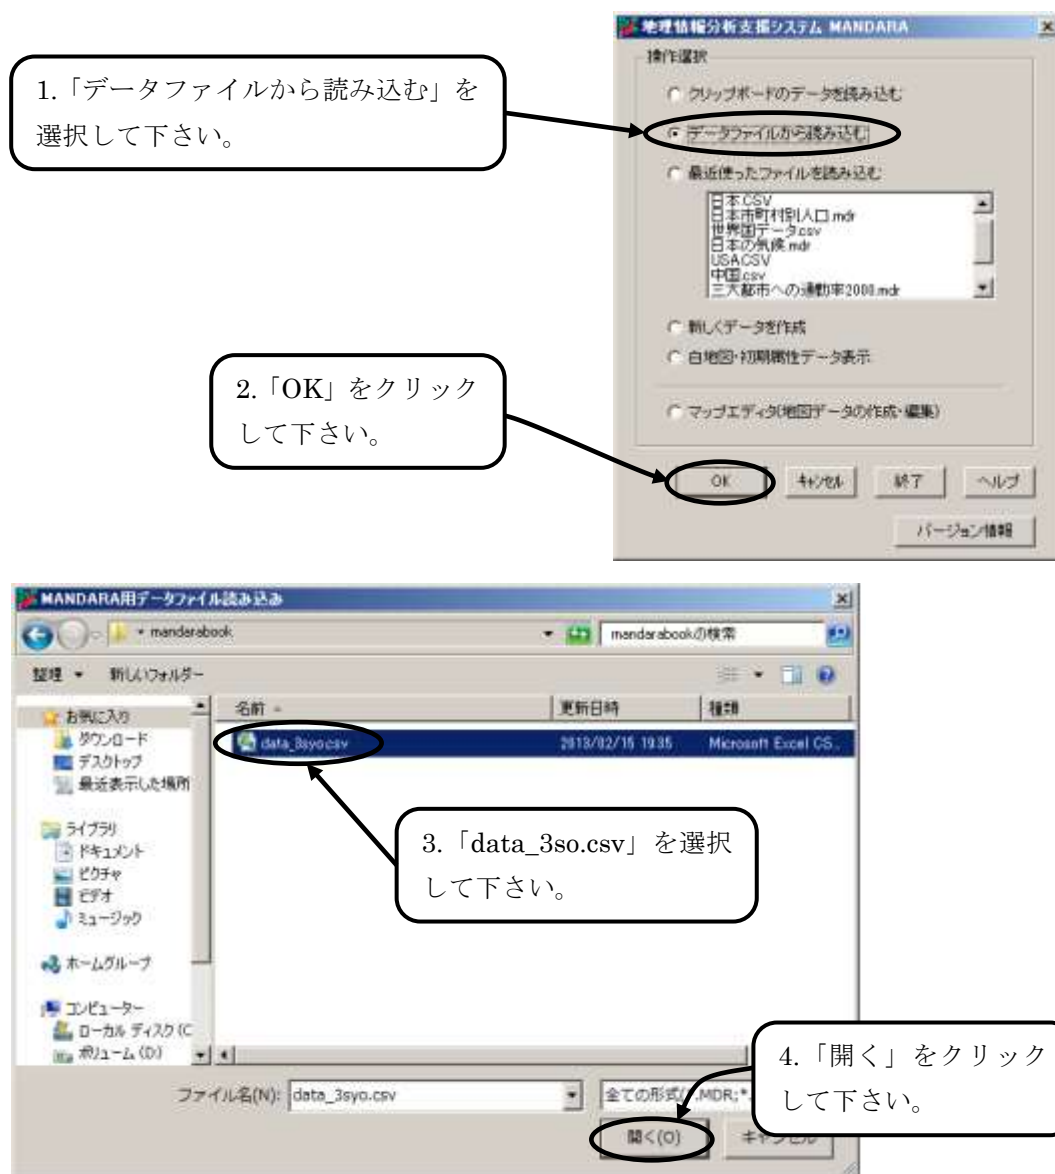 地理情報分析支援システム MANDARA
操作選択
1.「データファイルから読み込む」を
選択して下さい。
クリップボードのデータを読み込む
データファイルから読み込む
最近使ったファイルを読み込む
日本.CSV
日本市町村別人口.mdr
世界国データ.csv
日本の気候.mdr
USA.CSV
中国.csv
三大都市への通勤率2000.mdr
新しくデータを作成
白地図・初期属性データ表示
2.「OK」をクリック
して下さい。
マップエディタ(地図データの作成・編集)
OK キャンセル 終了 ヘルプ
バージョン情報
MANDARA用データファイル読み込み
mandarabook mandarabookの検索
整理 新しいフォルダー
お気に入り
ダウンロード
デスクトップ
最近表示した場所
ライブラリ
ドキュメント
ピクチャ
ビデオ
ミュージック
ホームグループ
コンピューター
ローカル ディスク (C
ボリューム (D)
名前 更新日時 種類
data_3syo.csv 2013/02/15 19:35 Microsoft Excel CS...
3.「data_3so.csv」を選択
して下さい。
4.「開く」をクリック
して下さい。
ファイル名(N): data_3syo.csv
開く(O) キャンセル